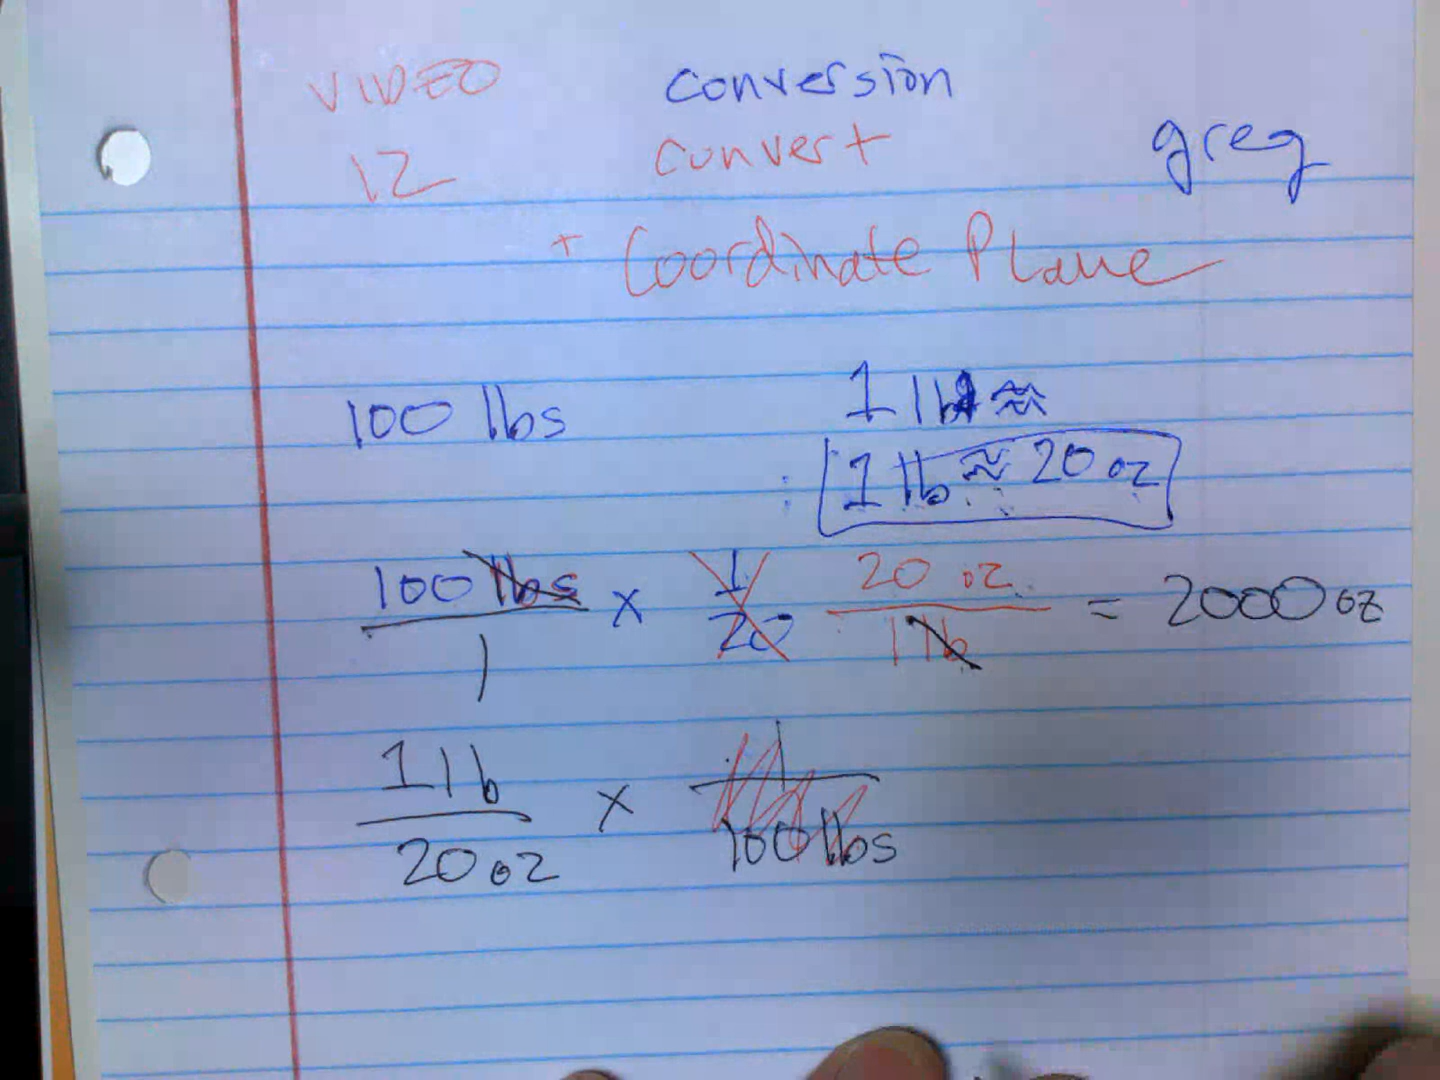 VIDEO conversion
12 convert greg
+ Coordinate Plane
100 lbs 1 lb ≈
1 lb ≈ 20 oz
100 lbs / 1 x 1 / 20 20 oz / 1 lb = 2000 oz
1 lb / 20 oz x 1 / 100 lbs